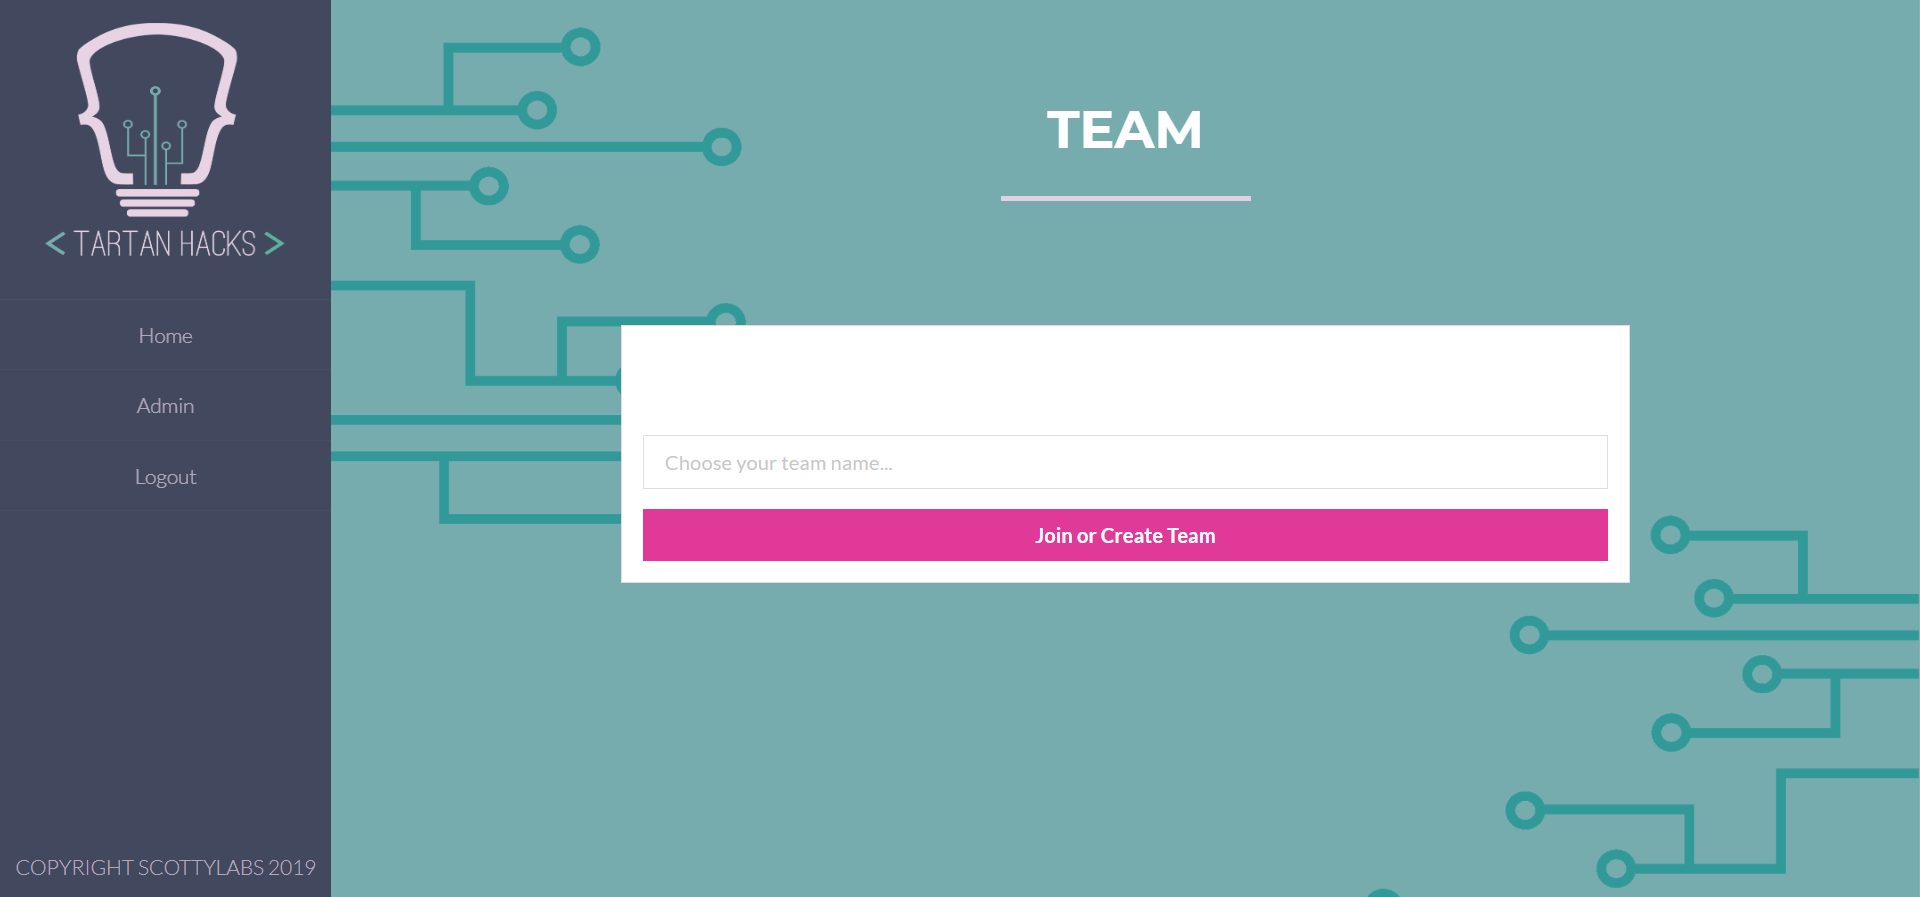 < TARTAN HACKS >
Home
Admin
Logout
COPYRIGHT SCOTTYLABS 2019
TEAM
Choose your team name...
Join or Create Team